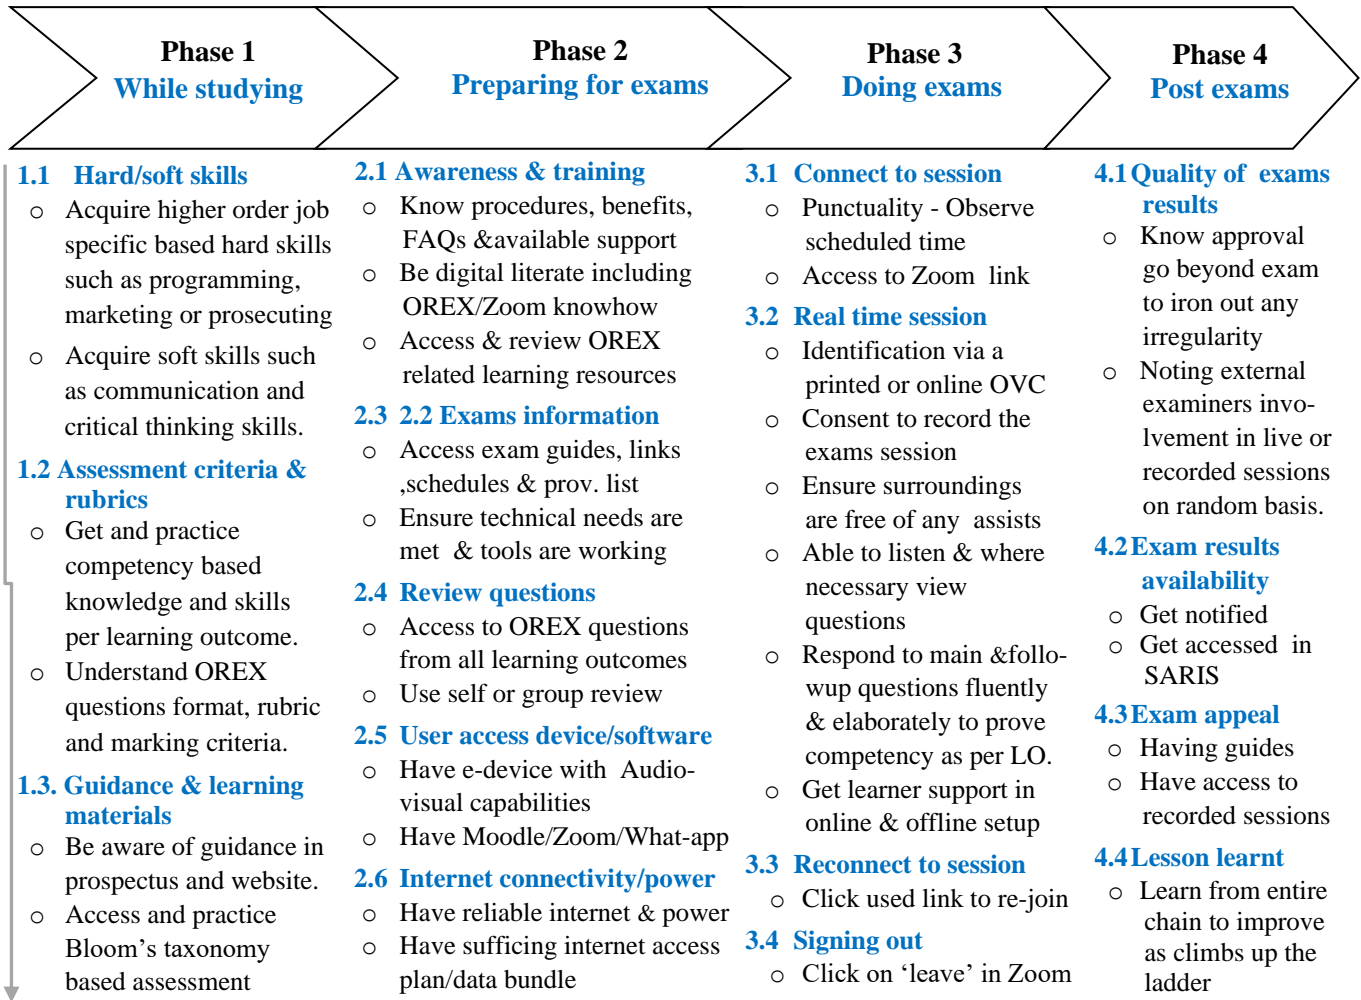 Phase 1
While studying
Phase 2
Preparing for exams
Phase 3
Doing exams
Phase 4
Post exams
1.1 Hard/soft skills
o Acquire higher order job
specific based hard skills
such as programming,
marketing or prosecuting
o Acquire soft skills such
as communication and
critical thinking skills.
1.2 Assessment criteria &
rubrics
o Get and practice
competency based
knowledge and skills
per learning outcome.
o Understand OREX
questions format, rubric
and marking criteria.
1.3. Guidance & learning
materials
o Be aware of guidance in
prospectus and website.
o Access and practice
Bloom’s taxonomy
based assessment
2.1 Awareness & training
o Know procedures, benefits,
FAQs &available support
o Be digital literate including
OREX/Zoom knowhow
o Access & review OREX
related learning resources
2.3 2.2 Exams information
o Access exam guides, links
,schedules & prov. list
o Ensure technical needs are
met & tools are working
2.4 Review questions
o Access to OREX questions
from all learning outcomes
o Use self or group review
2.5 User access device/software
o Have e-device with Audio-
visual capabilities
o Have Moodle/Zoom/What-app
2.6 Internet connectivity/power
o Have reliable internet & power
o Have sufficing internet access
plan/data bundle
3.1 Connect to session
o Punctuality - Observe
scheduled time
o Access to Zoom link
3.2 Real time session
o Identification via a
printed or online OVC
o Consent to record the
exams session
o Ensure surroundings
are free of any assists
o Able to listen & where
necessary view
questions
o Respond to main &follo-
wup questions fluently
& elaborately to prove
competency as per LO.
o Get learner support in
online & offline setup
3.3 Reconnect to session
o Click used link to re-join
3.4 Signing out
o Click on ‘leave’ in Zoom
4.1 Quality of exams
results
o Know approval
go beyond exam
to iron out any
irregularity
o Noting external
examiners invo-
lvement in live or
recorded sessions
on random basis.
4.2 Exam results
availability
o Get notified
o Get accessed in
SARIS
4.3 Exam appeal
o Having guides
o Have access to
recorded sessions
4.4 Lesson learnt
o Learn from entire
chain to improve
as climbs up the
ladder